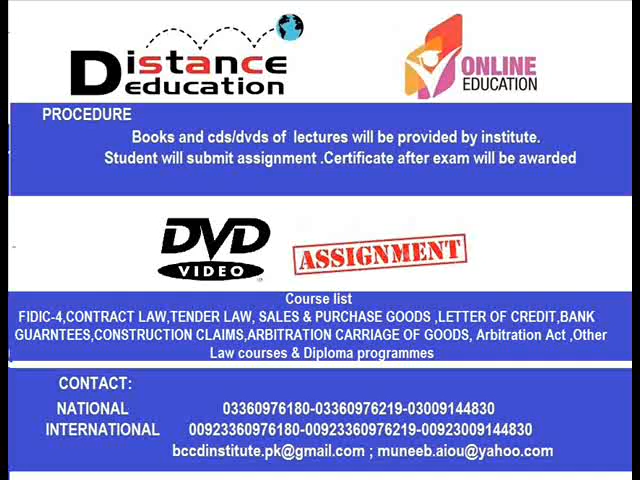 Distance
education
ONLINE
EDUCATION
PROCEDURE
Books and cds/dvds of lectures will be provided by institute.
Student will submit assignment .Certificate after exam will be awarded
DVD
VIDEO
ASSIGNMENT
Course list
FIDIC-4,CONTRACT LAW,TENDER LAW, SALES & PURCHASE GOODS ,LETTER OF CREDIT,BANK
GUARNTEES,CONSTRUCTION CLAIMS,ARBITRATION CARRIAGE OF GOODS, Arbitration Act ,Other
Law courses & Diploma programmes
CONTACT:
NATIONAL 03360976180-03360976219-03009144830
INTERNATIONAL 00923360976180-00923360976219-00923009144830
bccdinstitute.pk@gmail.com ; muneeb.aiou@yahoo.com